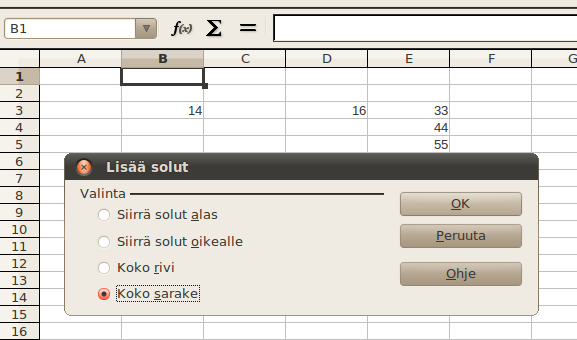 B1
f(x) Σ =
A B C D E F G
1
2
3 14 16 33
4 44
5 55
6
7
8
9
10
11
12
13
14
15
16
Lisää solut
Valinta
Siirrä solut alas
Siirrä solut oikealle
Koko rivi
Koko sarake
OK
Peruuta
Ohje